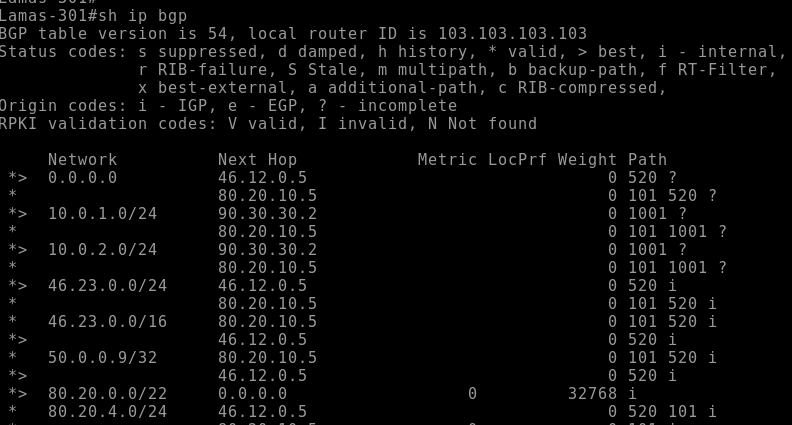 Lamas-301#
Lamas-301#sh ip bgp
BGP table version is 54, local router ID is 103.103.103.103
Status codes: s suppressed, d damped, h history, * valid, > best, i - internal,
              r RIB-failure, S Stale, m multipath, b backup-path, f RT-Filter,
              x best-external, a additional-path, c RIB-compressed,
Origin codes: i - IGP, e - EGP, ? - incomplete
RPKI validation codes: V valid, I invalid, N Not found
     Network          Next Hop            Metric LocPrf Weight Path
 *>  0.0.0.0          46.12.0.5                              0 520 ?
 *                    80.20.10.5                             0 101 520 ?
 *>  10.0.1.0/24      90.30.30.2                             0 1001 ?
 *                    80.20.10.5                             0 101 1001 ?
 *>  10.0.2.0/24      90.30.30.2                             0 1001 ?
 *                    80.20.10.5                             0 101 1001 ?
 *>  46.23.0.0/24     46.12.0.5                              0 520 i
 *                    80.20.10.5                             0 101 520 i
 *   46.23.0.0/16     80.20.10.5                             0 101 520 i
 *>                   46.12.0.5                              0 520 i
 *   50.0.0.9/32      80.20.10.5                             0 101 520 i
 *>                   46.12.0.5                              0 520 i
 *>  80.20.0.0/22     0.0.0.0                  0         32768 i
 *   80.20.4.0/24     46.12.0.5                              0 520 101 i